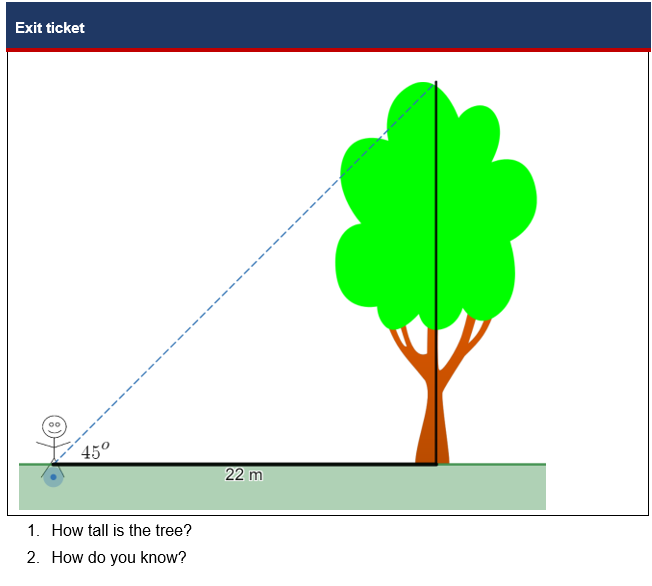 Exit ticket
45°
22 m
1. How tall is the tree?
2. How do you know?